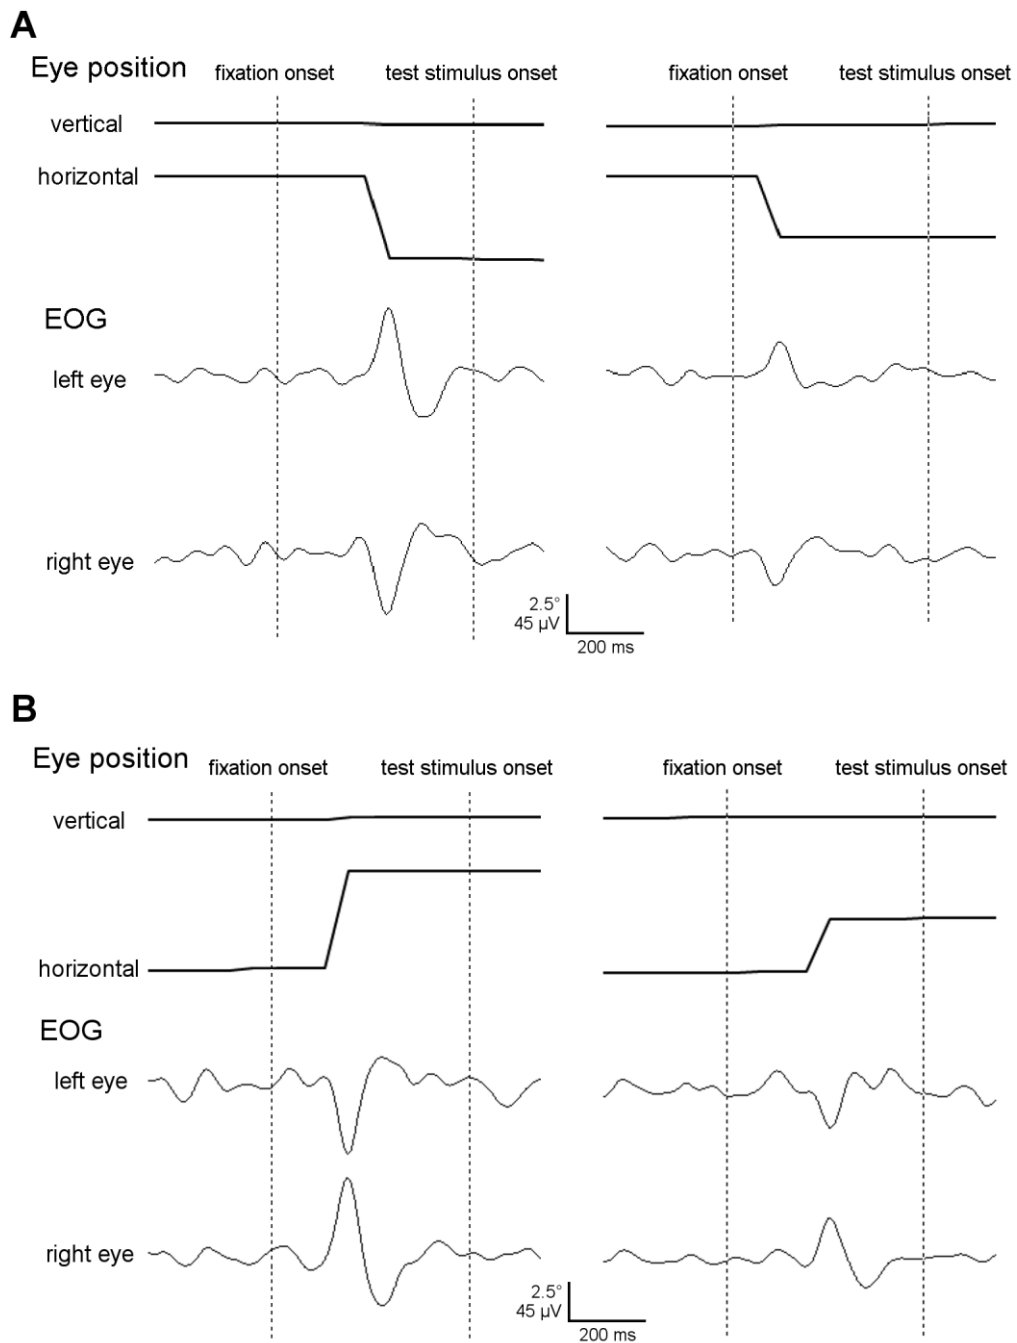 A
Eye position
fixation onset
test stimulus onset
fixation onset
test stimulus onset
vertical
horizontal
EOG
left eye
right eye
2.5°
45 µV
200 ms
B
Eye position
fixation onset
test stimulus onset
fixation onset
test stimulus onset
vertical
horizontal
EOG
left eye
right eye
2.5°
45 µV
200 ms